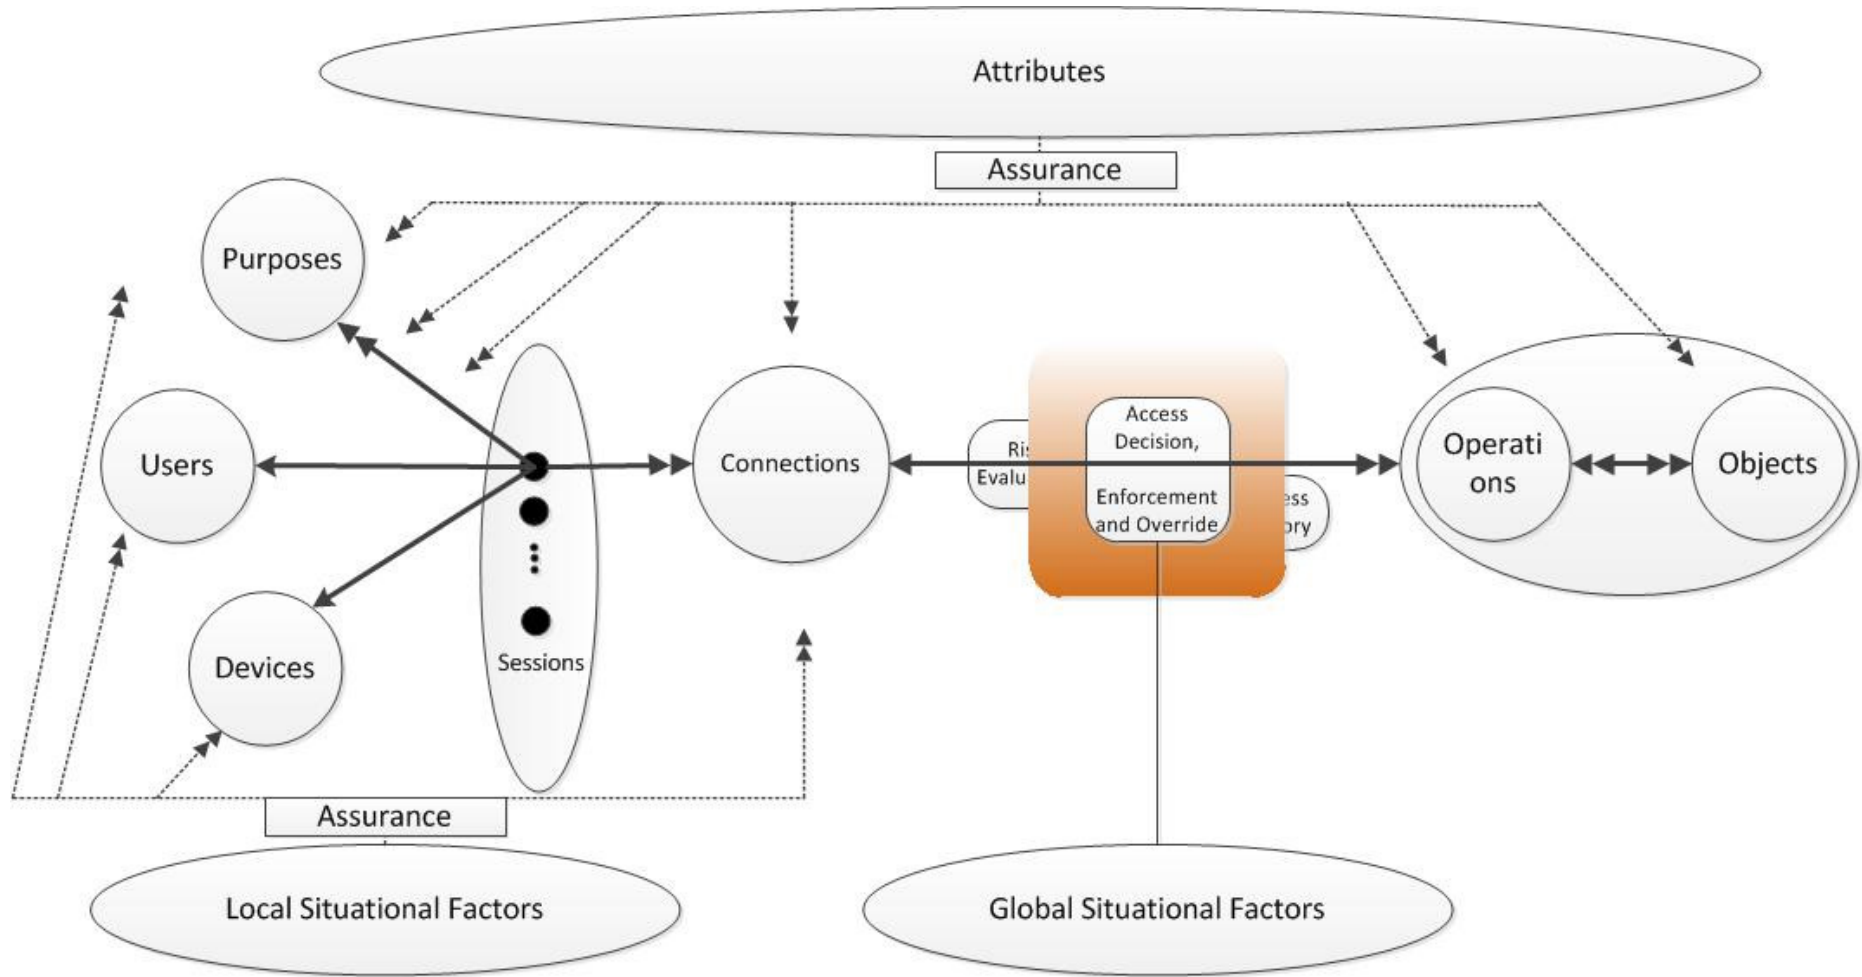 Attributes
Assurance
Purposes
Users
Devices
Sessions
Connections
Access
Decision,
Enforcement
and Override
Operati
ons
Objects
Assurance
Local Situational Factors
Global Situational Factors